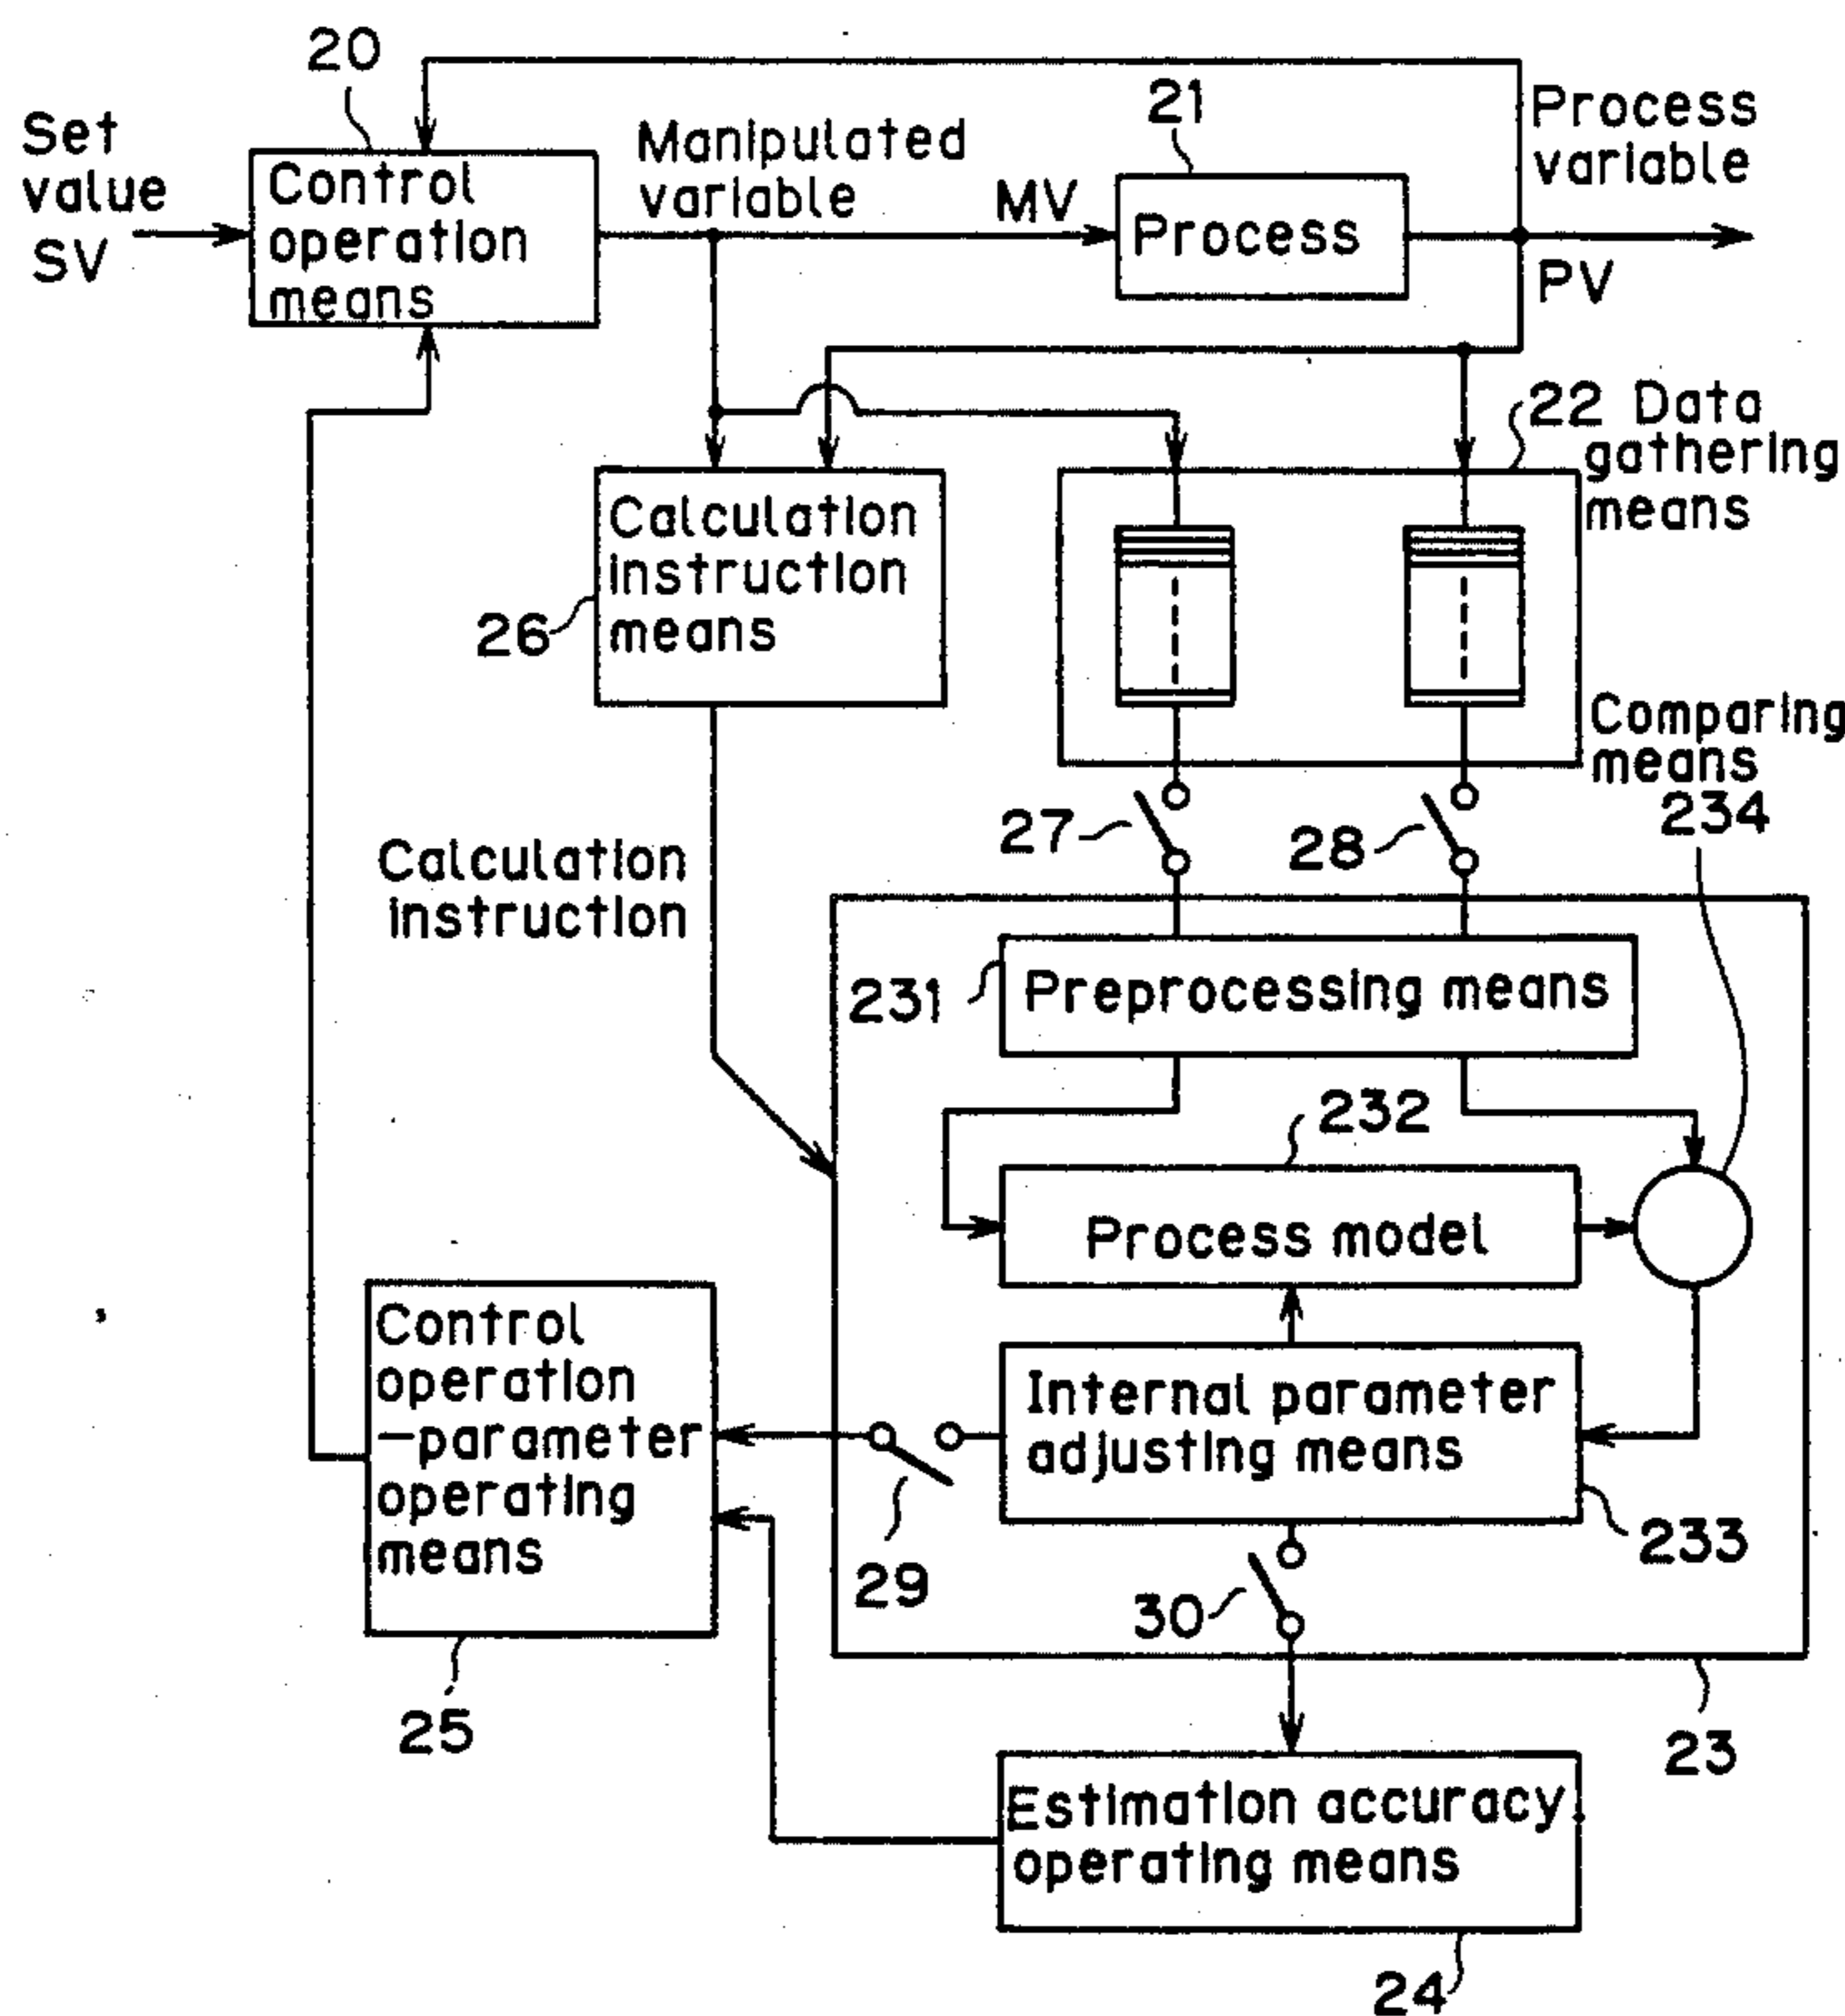 20
Set
value
SV
Control
operation
means
Manipulated
variable
MV
21
Process
Process
variable
PV
22 Data
gathering
means
Calculation
instruction
means
26
Comparing
means
234
27
28
Calculation
instruction
231
Preprocessing means
232
Process model
Control
operation
-parameter
operating
means
Internal parameter
adjusting means
29
233
30
25
23
Estimation accuracy
operating means
24